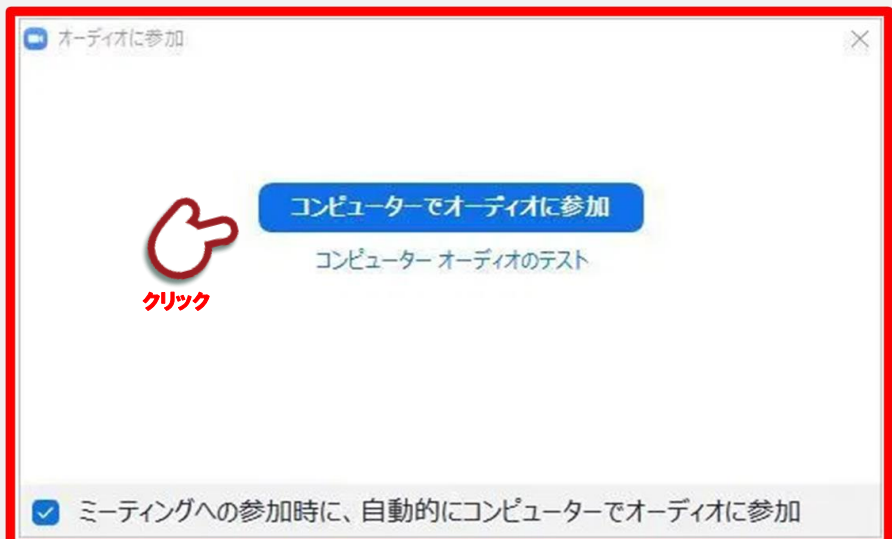 オーディオに参加
コンピューターでオーディオに参加
コンピューター オーディオのテスト
クリック
ミーティングへの参加時に、自動的にコンピューターでオーディオに参加